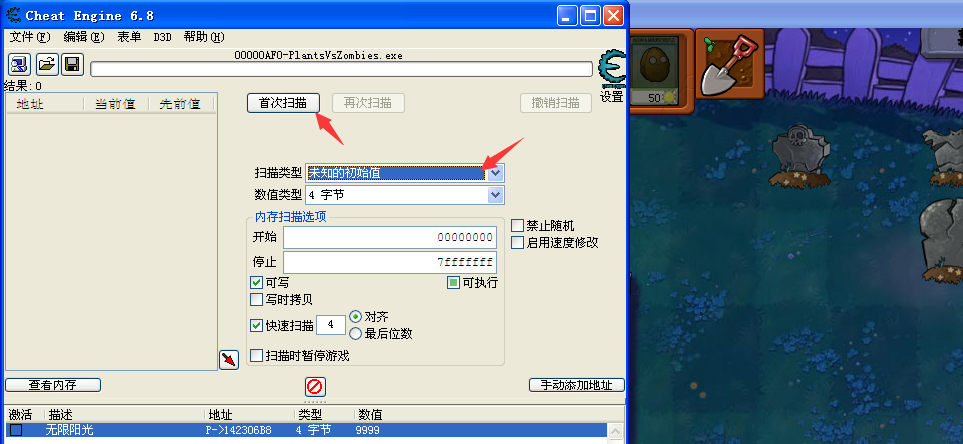 Cheat Engine 6.8
文件(F) 编辑(E) 表单 D3D 帮助(H)
00000AF0-PlantsVsZombies.exe
结果: 0
设置
地址 当前值 先前值
首次扫描 再次扫描 撤销扫描
50
扫描类型 未知的初始值
数值类型 4 字节
内存扫描选项
开始 00000000
禁止随机
启用速度修改
停止 7fffffff
可写 可执行
写时拷贝
快速扫描 4 对齐
最后位数
扫描时暂停游戏
查看内存 手动添加地址
激活 描述 地址 类型 数值
无限阳光 P->142306B8 4 字节 9999